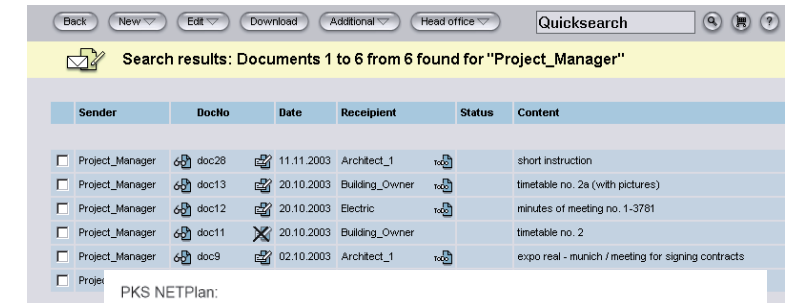 Back New Edit Download Additional Head office Quicksearch ?
Search results: Documents 1 to 6 from 6 found for "Project_Manager"
Sender DocNo Date Receipient Status Content
Project_Manager doc28 11.11.2003 Architect_1 ToDo short instruction
Project_Manager doc13 20.10.2003 Building_Owner ToDo timetable no. 2a (with pictures)
Project_Manager doc12 20.10.2003 Electric ToDo minutes of meeting no. 1-3781
Project_Manager doc11 20.10.2003 Building_Owner timetable no. 2
Project_Manager doc9 02.10.2003 Architect_1 ToDo expo real - munich / meeting for signing contracts
PKS NETPlan: